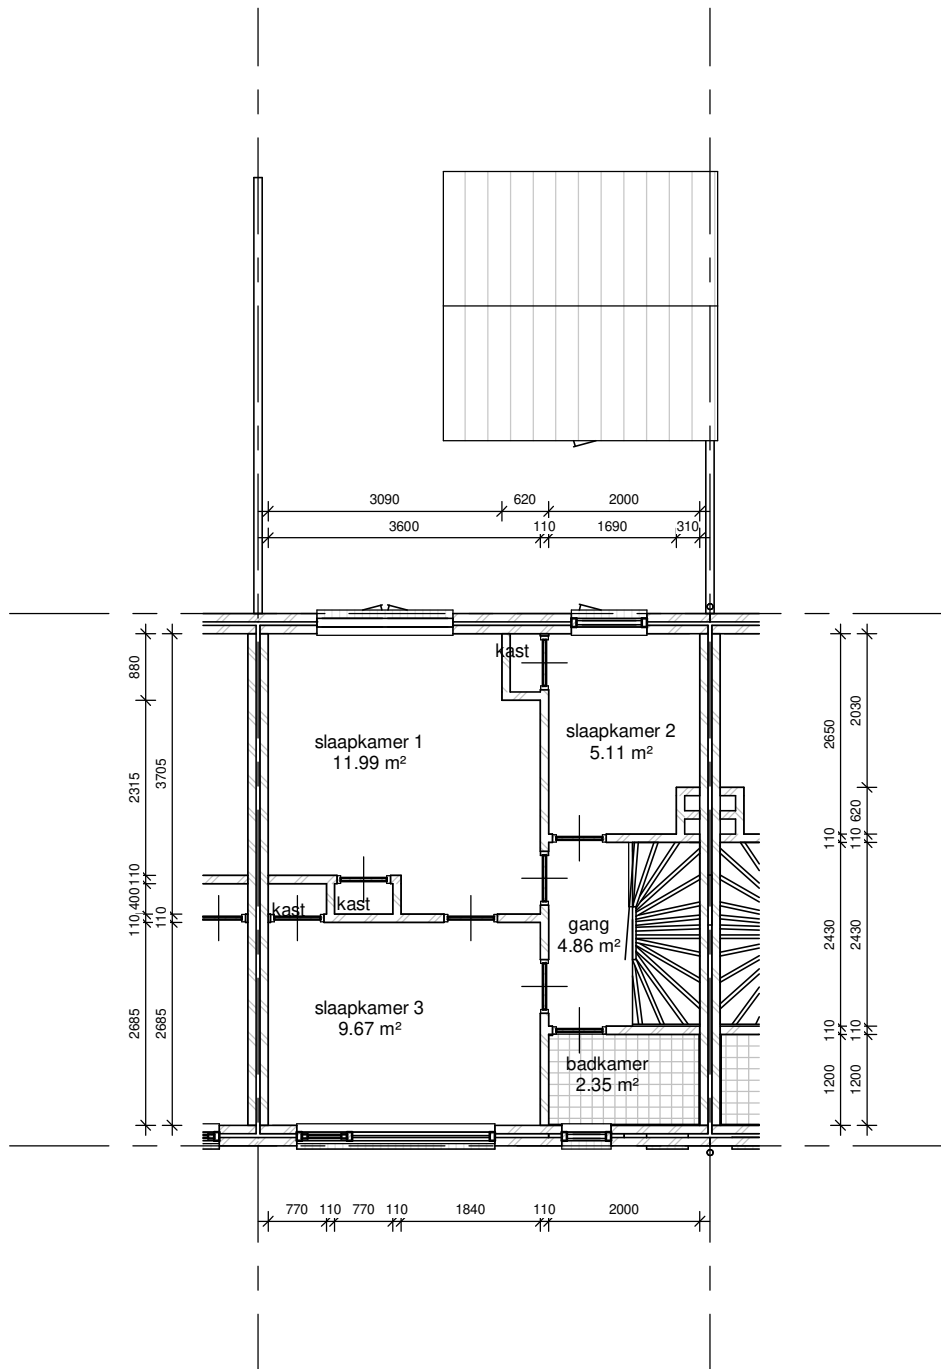 3090 620 2000
3600 110 1690 310
kast
880
2315
3705
110
400
110
110
2685
2685
slaapkamer 1
11.99 m²
slaapkamer 2
5.11 m²
2650
2030
620
110
110
2430
2430
110
110
1200
1200
kast
kast
gang
4.86 m²
slaapkamer 3
9.67 m²
badkamer
2.35 m²
770 110 770 110 1840 110 2000